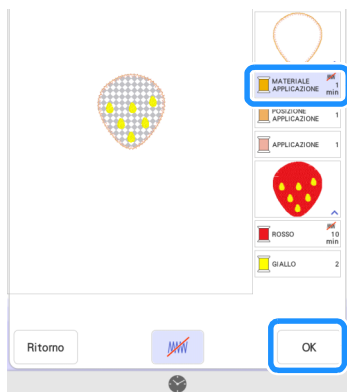 MATERIALE
APPLICAZIONE
1
min
POSIZIONE
APPLICAZIONE
1
APPLICAZIONE
1
ROSSO
10
min
GIALLO
2
Ritorno
OK